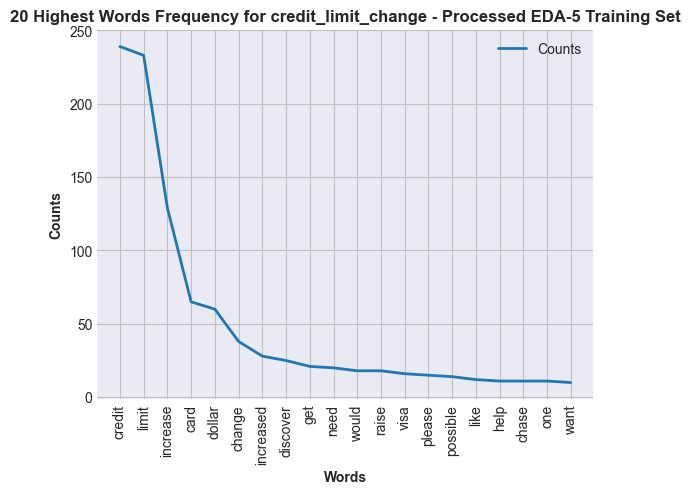 20 Highest Words Frequency for credit_limit_change - Processed EDA-5 Training Set
Counts
250
200
150
100
50
0
Counts
credit
limit
increase
card
dollar
change
increased
discover
get
need
would
raise
visa
please
possible
like
help
chase
one
want
Words